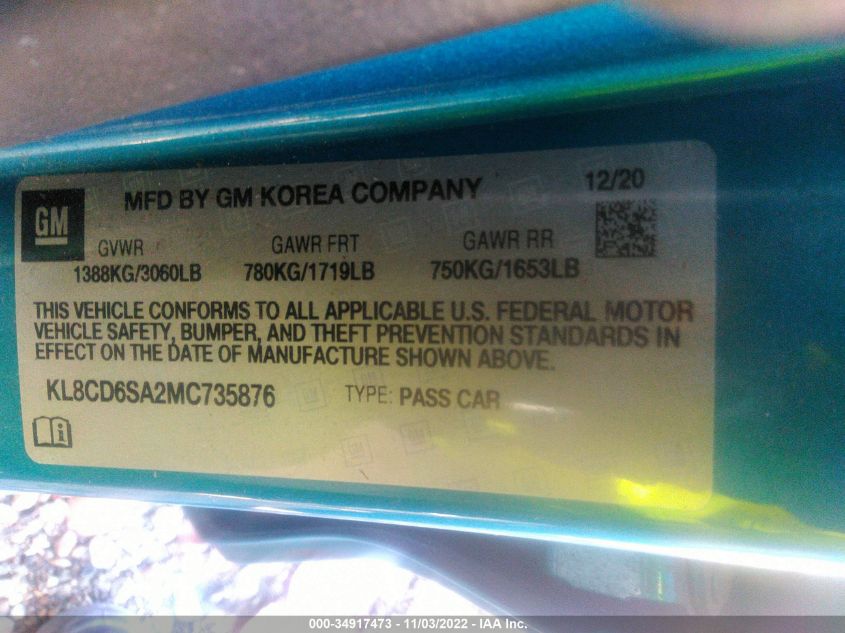 GM
MFD BY GM KOREA COMPANY
12/20
GVWR
GAWR FRT
GAWR RR
1388KG/3060LB
780KG/1719LB
750KG/1653LB
THIS VEHICLE CONFORMS TO ALL APPLICABLE U.S. FEDERAL MOTOR
VEHICLE SAFETY, BUMPER, AND THEFT PREVENTION STANDARDS IN
EFFECT ON THE DATE OF MANUFACTURE SHOWN ABOVE.
KL8CD6SA2MC735876
TYPE: PASS CAR
000-34917473 - 11/03/2022 - IAA Inc.